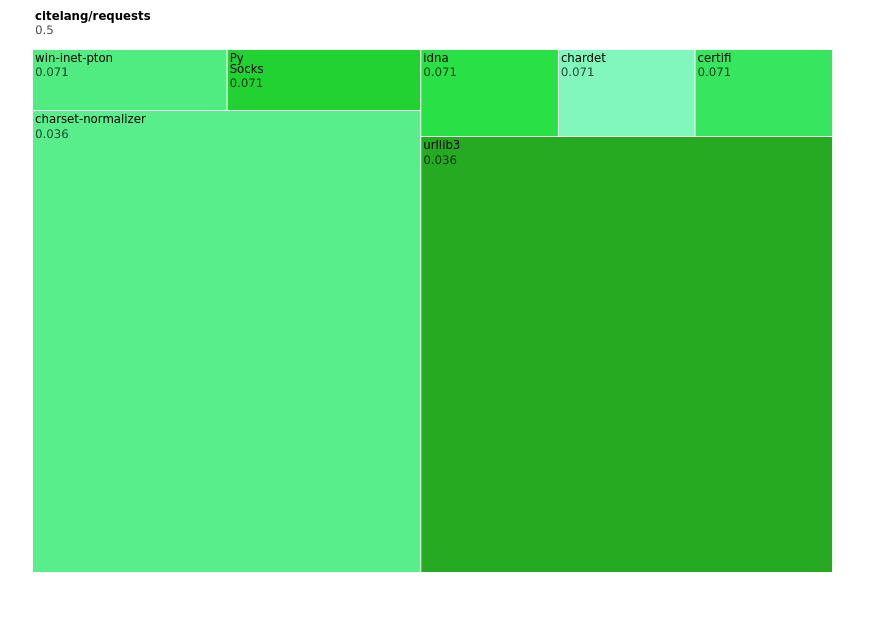 citelang/requests
0.5
win-inet-pton
0.071
Py
Socks
0.071
idna
0.071
chardet
0.071
certifi
0.071
charset-normalizer
0.036
urllib3
0.036